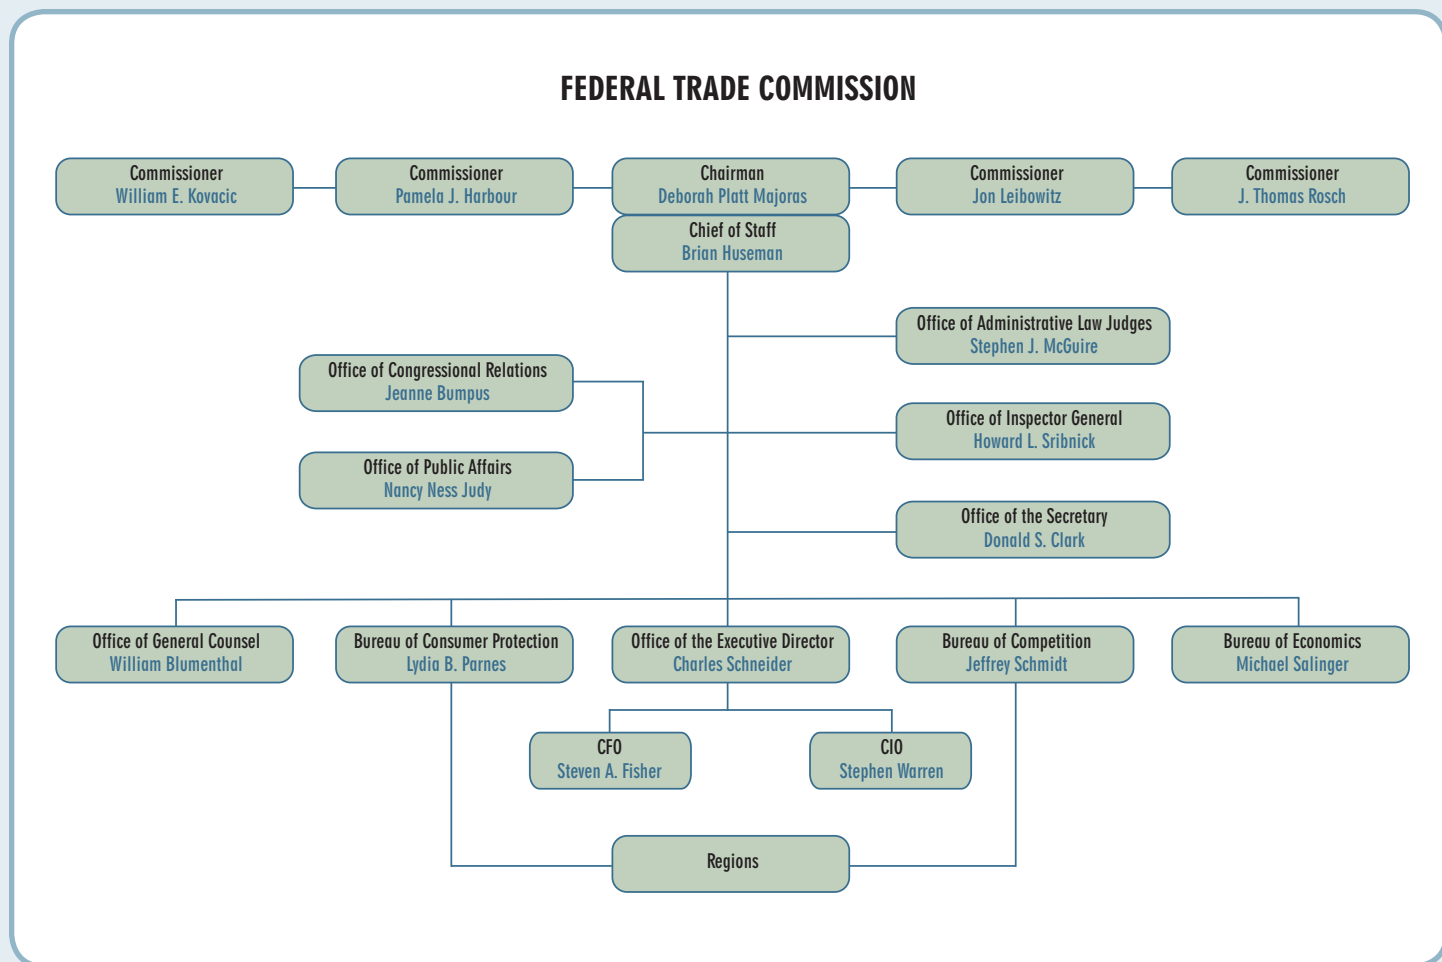 FEDERAL TRADE COMMISSION
Commissioner
William E. Kovacic
Commissioner
Pamela J. Harbour
Chairman
Deborah Platt Majoras
Commissioner
Jon Leibowitz
Commissioner
J. Thomas Rosch
Chief of Staff
Brian Huseman
Office of Administrative Law Judges
Stephen J. McGuire
Office of Congressional Relations
Jeanne Bumpus
Office of Inspector General
Howard L. Sribnick
Office of Public Affairs
Nancy Ness Judy
Office of the Secretary
Donald S. Clark
Office of General Counsel
William Blumenthal
Bureau of Consumer Protection
Lydia B. Parnes
Office of the Executive Director
Charles Schneider
Bureau of Competition
Jeffrey Schmidt
Bureau of Economics
Michael Salinger
CFO
Steven A. Fisher
CIO
Stephen Warren
Regions